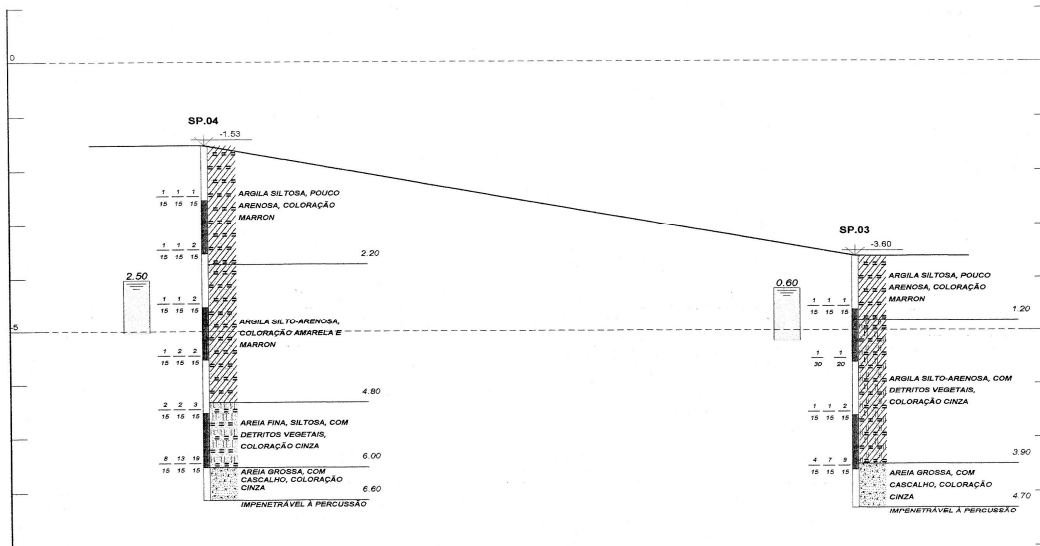 0
SP.04
-1.53
1 1 1
15 15 15
ARGILA SILTOSA, POUCO
ARENOSA, COLORAÇÃO
MARRON
1 1 2
15 15 15
2.20
2.50
1 1 2
15 15 15
ARGILA SILTO-ARENOSA,
COLORAÇÃO AMARELA E
MARRON
5
1 2 2
15 15 15
4.80
2 2 3
15 15 15
AREIA FINA, SILTOSA, COM
DETRITOS VEGETAIS,
COLORAÇÃO CINZA
8 13 19
15 15 15
6.00
AREIA GROSSA, COM
CASCALHO, COLORAÇÃO
CINZA
6.60
IMPENETRÁVEL À PERCUSSÃO
SP.03
-3.60
ARGILA SILTOSA, POUCO
ARENOSA, COLORAÇÃO
MARRON
0.60
1 1 1
15 15 15
1.20
1 1
30 20
ARGILA SILTO-ARENOSA, COM
DETRITOS VEGETAIS,
COLORAÇÃO CINZA
1 1 2
15 15 15
3.90
4 7 9
15 15 15
AREIA GROSSA, COM
CASCALHO, COLORAÇÃO
CINZA
4.70
IMPENETRÁVEL À PERCUSSÃO